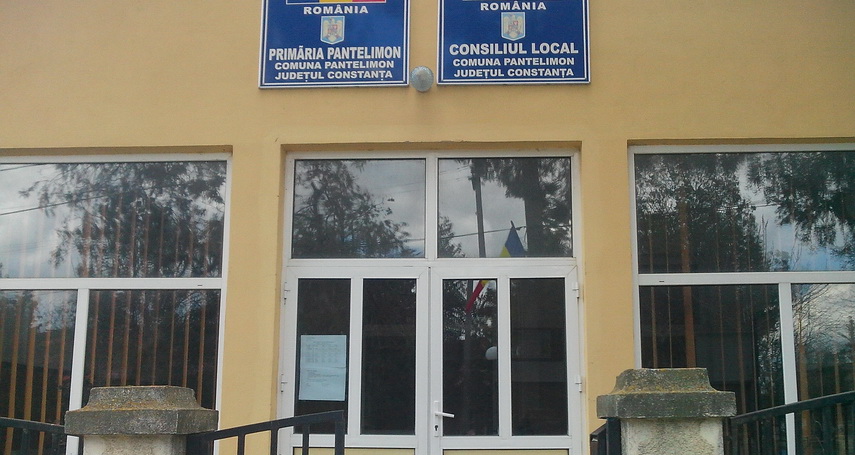 ROMÂNIA
PRIMĂRIA PANTELIMON
COMUNA PANTELIMON
JUDEȚUL CONSTANȚA
ROMÂNIA
CONSILIUL LOCAL
COMUNA PANTELIMON
JUDEȚUL CONSTANȚA